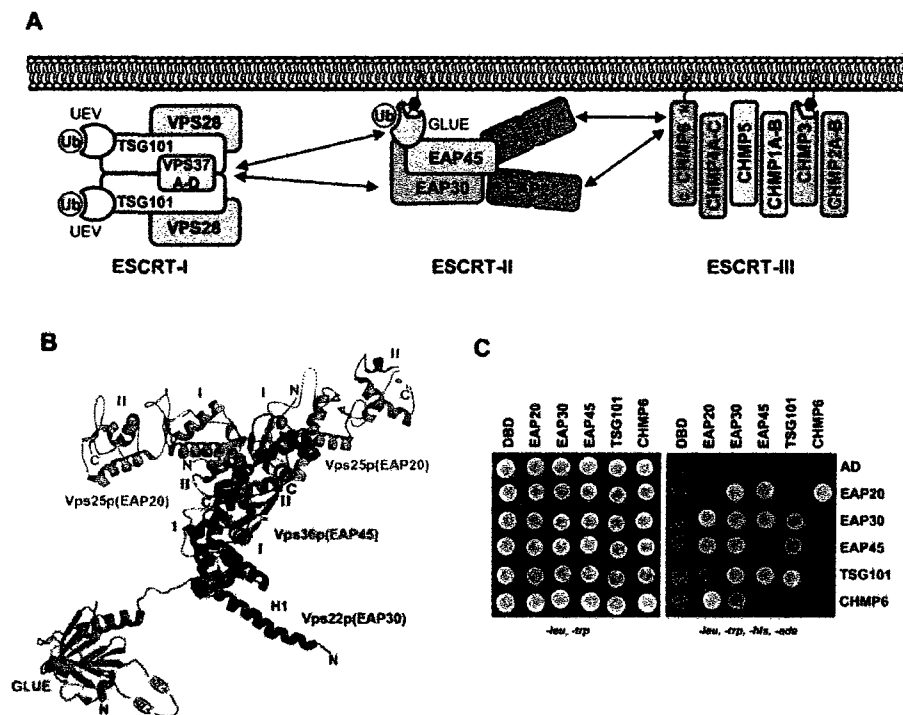 A
UEV
Ub
TSG101
VPS28
VPS37
A-D
Ub
TSG101
UEV
VPS28
ESCRT-I
Ub
GLUE
EAP45
EAP30
ESCRT-II
CHMP6
CHMP4A-C
CHMP5
CHMP1A-B
CHMP3
CHMP2A-B
ESCRT-III
B
II
I
I
N
II
C
C
N
II
C
C
II
I
I
Vps25p(EAP20)
Vps25p(EAP20)
Vps36p(EAP45)
H1
Vps22p(EAP30)
N
GLUE
N
C
DBD
EAP20
EAP30
EAP45
TSG101
CHMP6
DBD
EAP20
EAP30
EAP45
TSG101
CHMP6
AD
EAP20
EAP30
EAP45
TSG101
CHMP6
-leu, -trp
-leu, -trp, -his, -ade